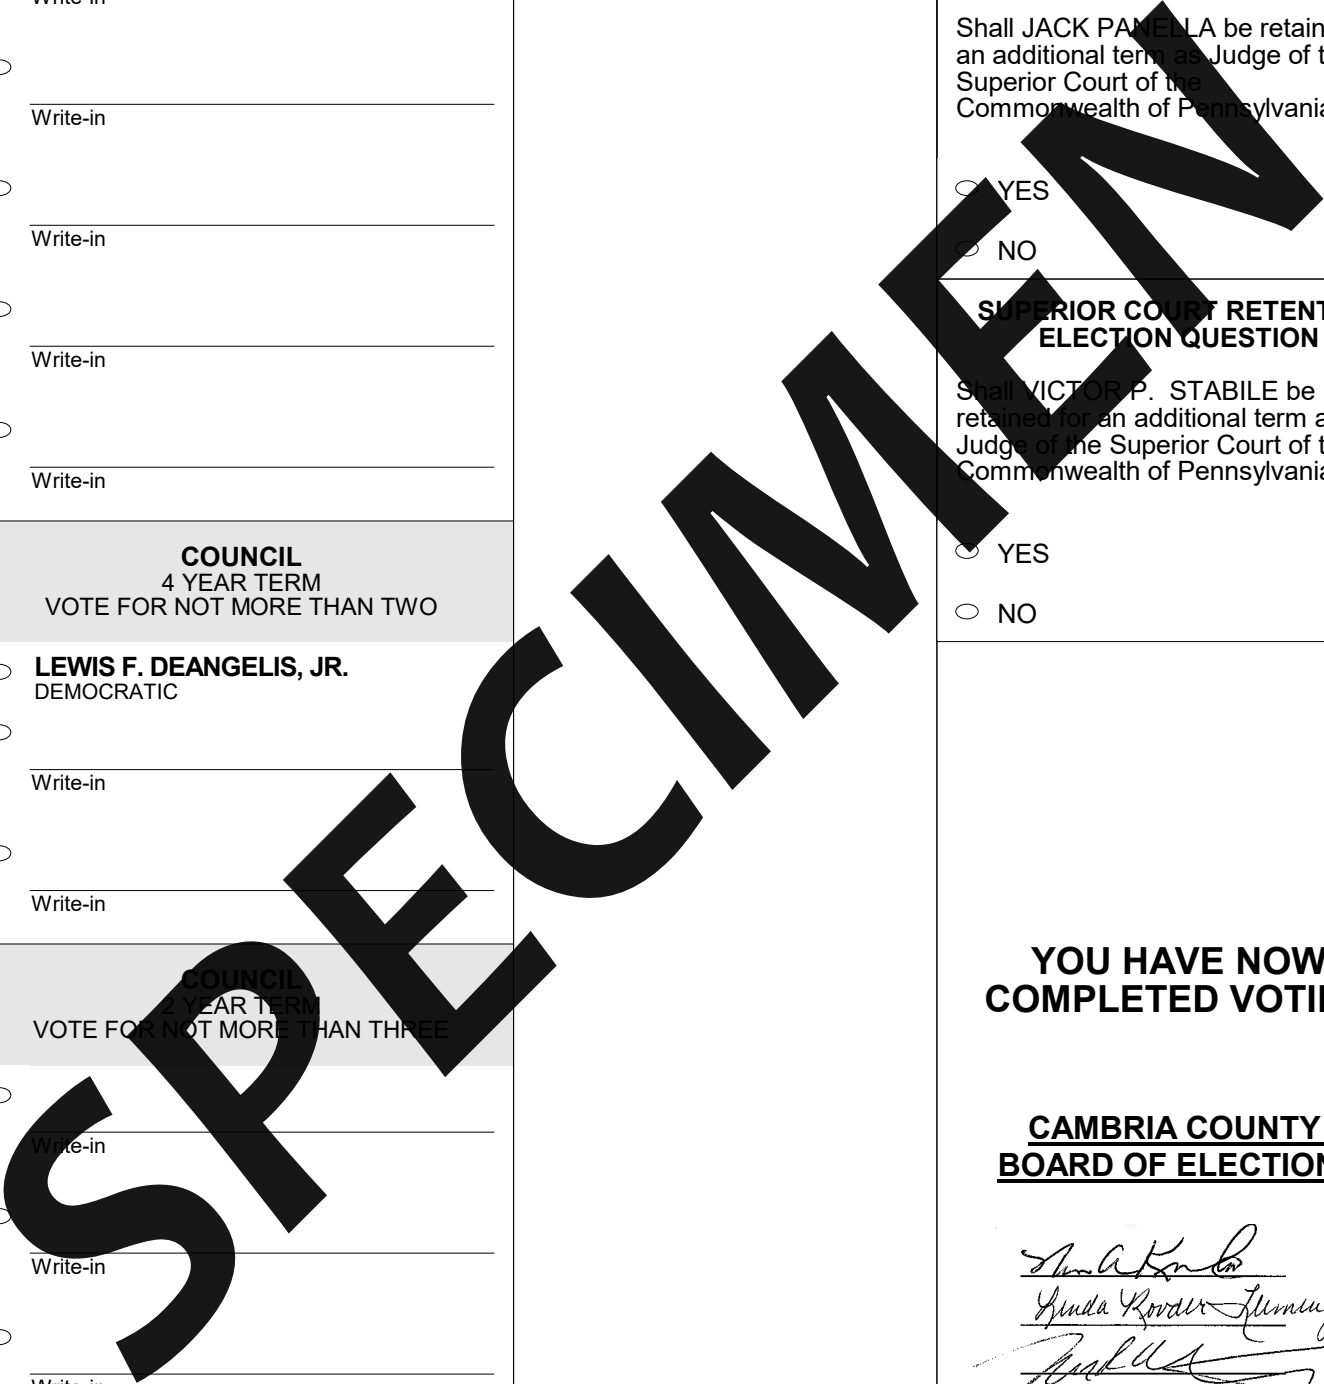 Write-in
Write-in
Write-in
Write-in
Write-in
COUNCIL
4 YEAR TERM
VOTE FOR NOT MORE THAN TWO
LEWIS F. DEANGELIS, JR.
DEMOCRATIC
Write-in
Write-in
COUNCIL
2 YEAR TERM
VOTE FOR NOT MORE THAN THREE
Write-in
Write-in
Write-in
Shall JACK PANELLA be retain
an additional term as Judge of t
Superior Court of the
Commonwealth of Pennsylvania
YES
NO
SUPERIOR COURT RETENT
ELECTION QUESTION
Shall VICTOR P. STABILE be
retained for an additional term a
Judge of the Superior Court of t
Commonwealth of Pennsylvania
YES
NO
YOU HAVE NOW
COMPLETED VOTI
CAMBRIA COUNTY
BOARD OF ELECTION
SPECIMEN